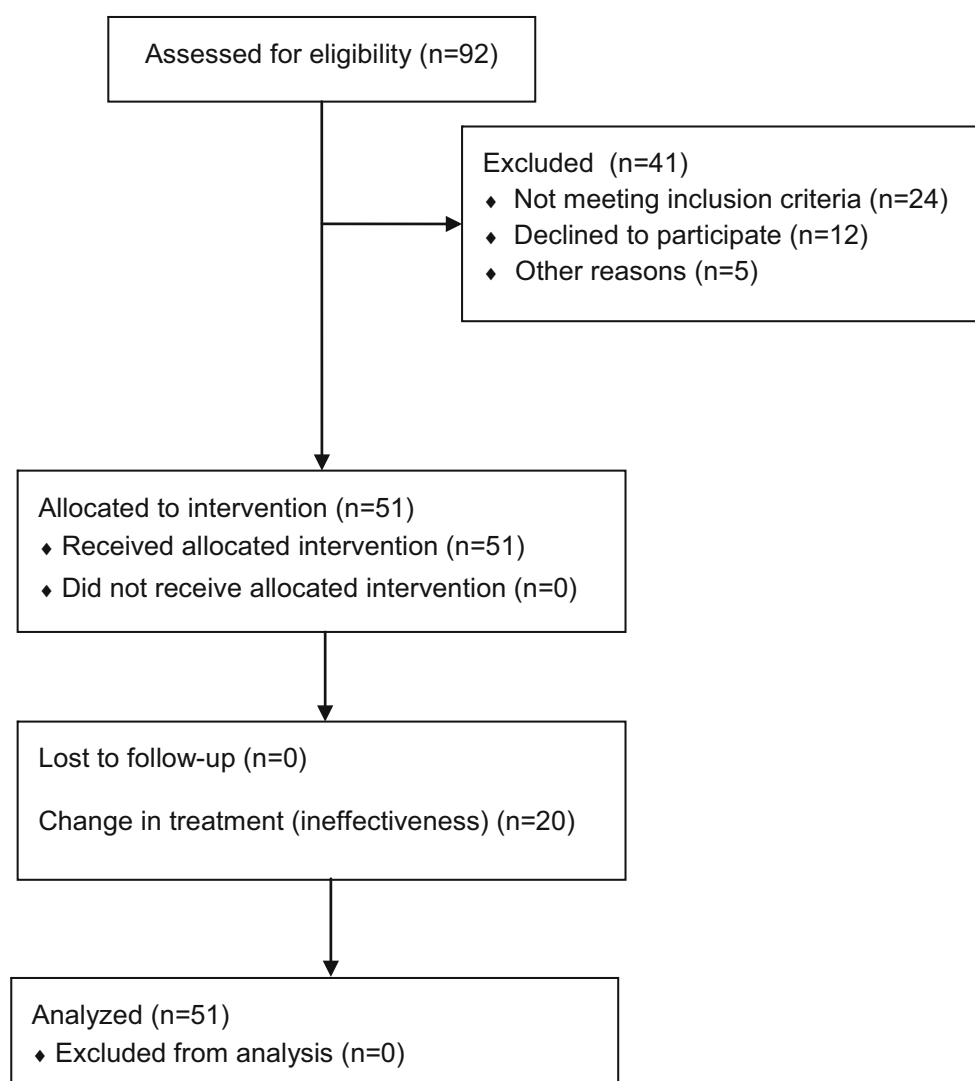 Assessed for eligibility (n=92)
Excluded (n=41)
♦ Not meeting inclusion criteria (n=24)
♦ Declined to participate (n=12)
♦ Other reasons (n=5)
Allocated to intervention (n=51)
♦ Received allocated intervention (n=51)
♦ Did not receive allocated intervention (n=0)
Lost to follow-up (n=0)
Change in treatment (ineffectiveness) (n=20)
Analyzed (n=51)
♦ Excluded from analysis (n=0)